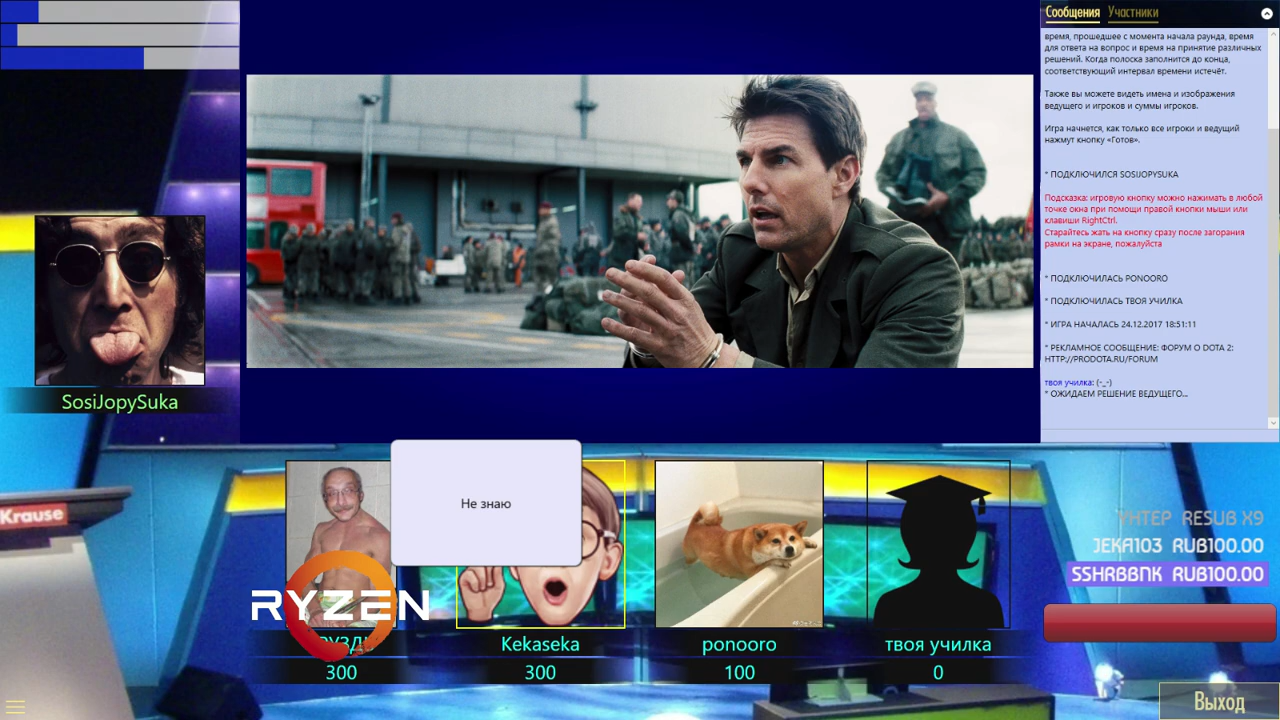 Сообщения Участники
время, прошедшее с момента начала раунда, время
для ответа на вопрос и время на принятие различных
решений. Когда полоска заполнится до конца,
соответствующий интервал времени истечёт.
Также вы можете видеть имена и изображения
ведущего и игроков и суммы игроков.
Игра начнется, как только все игроки и ведущий
нажмут кнопку «Готов».
* ПОДКЛЮЧИЛСЯ SOSIJOPYSUKA
Подсказка: игровую кнопку можно нажимать в любой
точке окна при помощи правой кнопки мыши или
клавиши RightCtrl.
Старайтесь жать на кнопку сразу после загорания
рамки на экране, пожалуйста
* ПОДКЛЮЧИЛАСЬ PONOORO
* ПОДКЛЮЧИЛАСЬ ТВОЯ УЧИЛКА
* ИГРА НАЧАЛАСЬ 24.12.2017 18:51:11
* РЕКЛАМНОЕ СООБЩЕНИЕ: ФОРУМ О DOTA 2:
HTTP://PRODOTA.RU/FORUM
твоя училка: (-_-)
* ОЖИДАЕМ РЕШЕНИЕ ВЕДУЩЕГО...
SosiJopySuka
Не знаю
Krause
УНТЕР RESUB X9
JEKA103 RUB100.00
SSHRBBNK RUB100.00
RYZEN
Kekaseka
ponooro
твоя училка
300
300
100
0
Выход